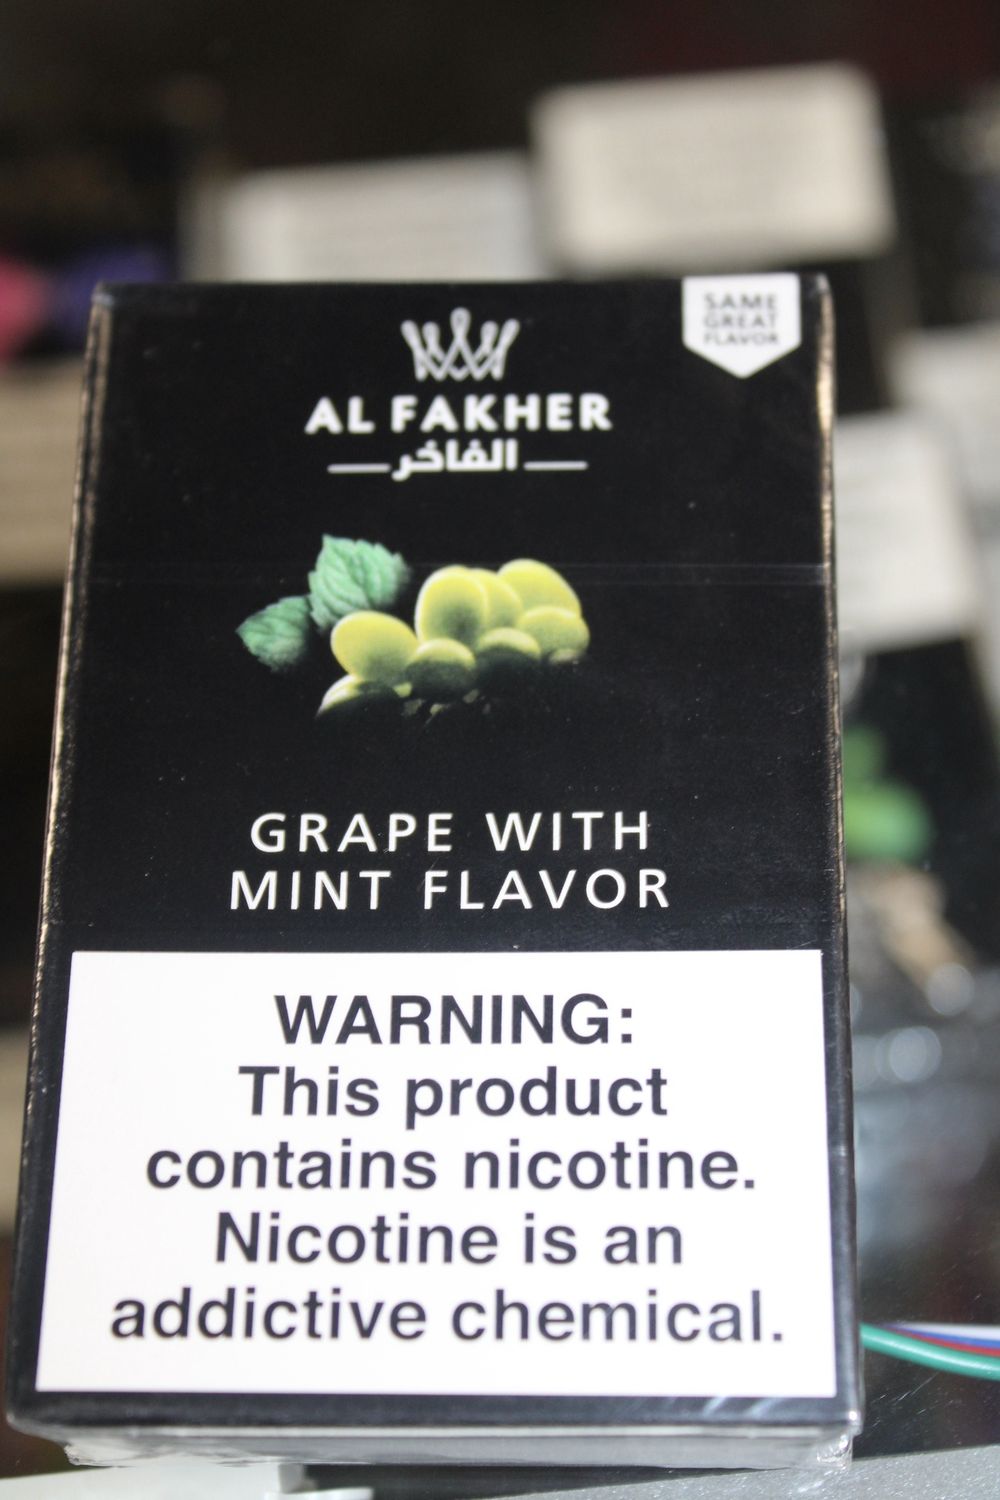 SAME
GREAT
FLAVOR
AL FAKHER
الفاخر
GRAPE WITH
MINT FLAVOR
WARNING:
This product
contains nicotine.
Nicotine is an
addictive chemical.